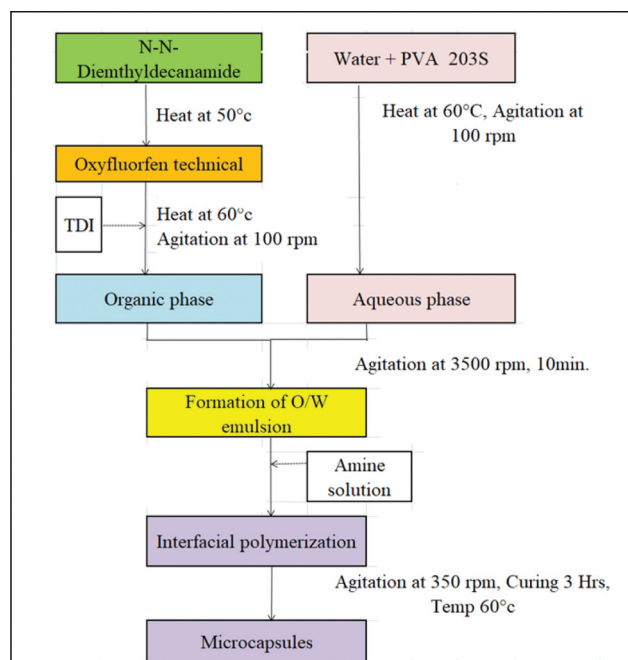 N-N-
Diemthyldecanamide
Water + PVA 203S
Heat at 50°c
Heat at 60°C, Agitation at
100 rpm
Oxyfluorfen technical
TDI
Heat at 60°c
Agitation at 100 rpm
Organic phase
Aqueous phase
Agitation at 3500 rpm, 10min.
Formation of O/W
emulsion
Amine
solution
Interfacial polymerization
Agitation at 350 rpm, Curing 3 Hrs,
Temp 60°c
Microcapsules